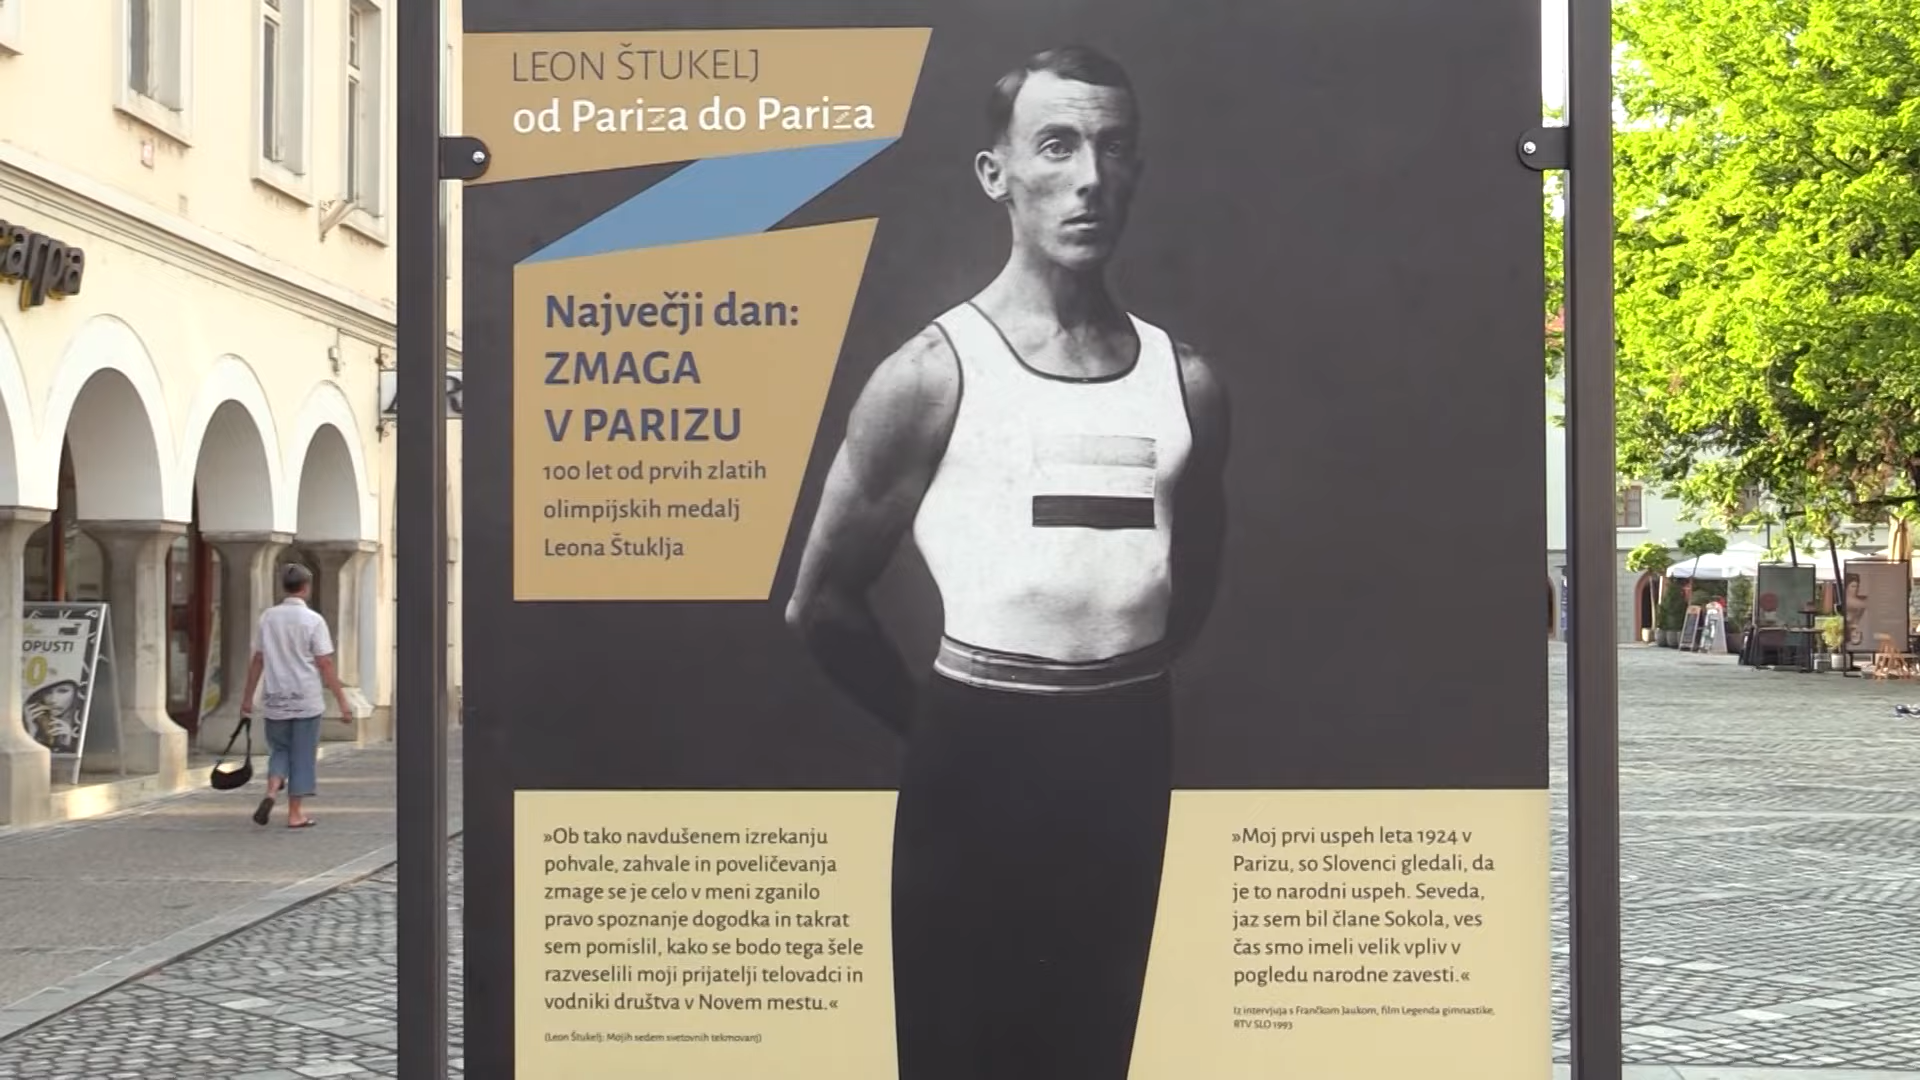 LEON ŠTUKELJ
od Pariza do Pariza
Največji dan:
ZMAGA
V PARIZU
100 let od prvih zlatih
olimpijskih medalj
Leona Štuklja
»Ob tako navdušenem izrekanju
pohvale, zahvale in poveličevanja
zmage se je celo v meni zganilo
pravo spoznanje dogodka in takrat
sem pomislil, kako se bodo tega šele
razveselili moji prijatelji telovadci in
vodniki društva v Novem mestu.«
(Leon Štukelj: Mojih sedem svetovnih tekmovanj)
»Moj prvi uspeh leta 1924 v
Parizu, so Slovenci gledali, da
je to narodni uspeh. Seveda,
jaz sem bil člane Sokola, ves
čas smo imeli velik vpliv v
pogledu narodne zavesti.«
Iz intervjuja s Frančkom Jaukom, film Legenda gimnastike,
RTV SLO 1993
OPUSTI